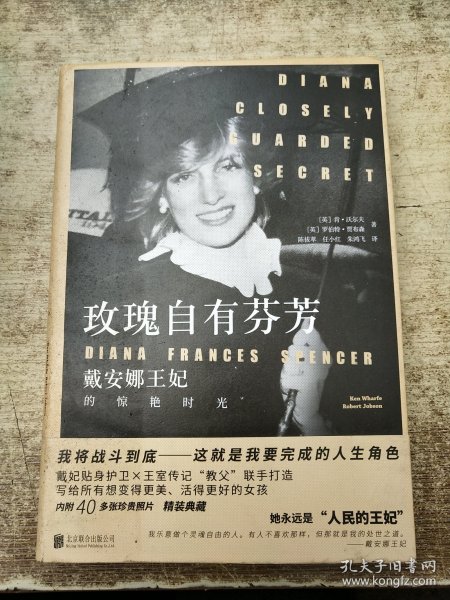 DIANA
CLOSELY
GUARDED
SECRET
[英] 肯·沃尔夫
[英] 罗伯特·贾布森 著
陈拔萃 任小红 朱鸿飞 译
玫瑰自有芬芳
DIANA FRANCES SPENCER
戴安娜王妃
的惊艳时光
Ken Wharfe
Robert Jobson
我将战斗到底——这就是我要完成的人生角色
戴妃贴身护卫×王室传记“教父”联手打造
写给所有想变得更美、活得更好的女孩
内附40多张珍贵照片 精装典藏
她永远是“人民的王妃”
我乐意做个灵魂自由的人。有人不喜欢那样，但那就是我的处世之道。
——戴安娜王妃
北京联合出版公司
孔夫子旧书网